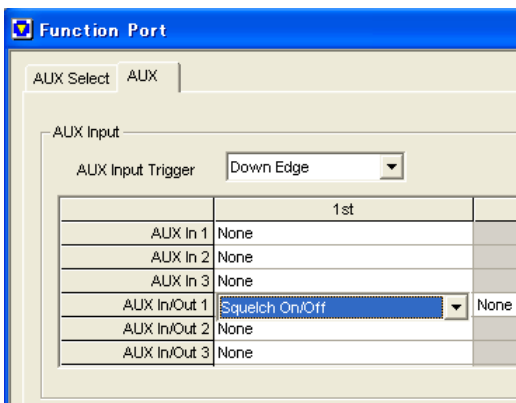 Function Port
AUX Select AUX
AUX Input
AUX Input Trigger Down Edge
1st
AUX In 1 None
AUX In 2 None
AUX In 3 None
AUX In/Out 1 Squelch On/Off None
AUX In/Out 2 None
AUX In/Out 3 None